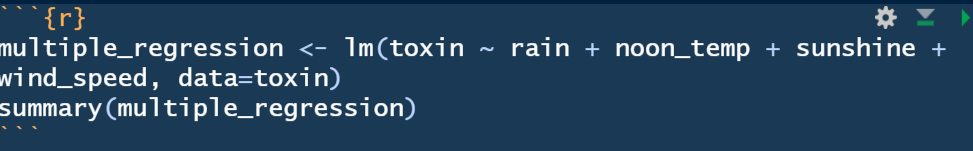 ```{r}
multiple_regression <- lm(toxin ~ rain + noon_temp + sunshine +
wind_speed, data=toxin)
summary(multiple_regression)
```